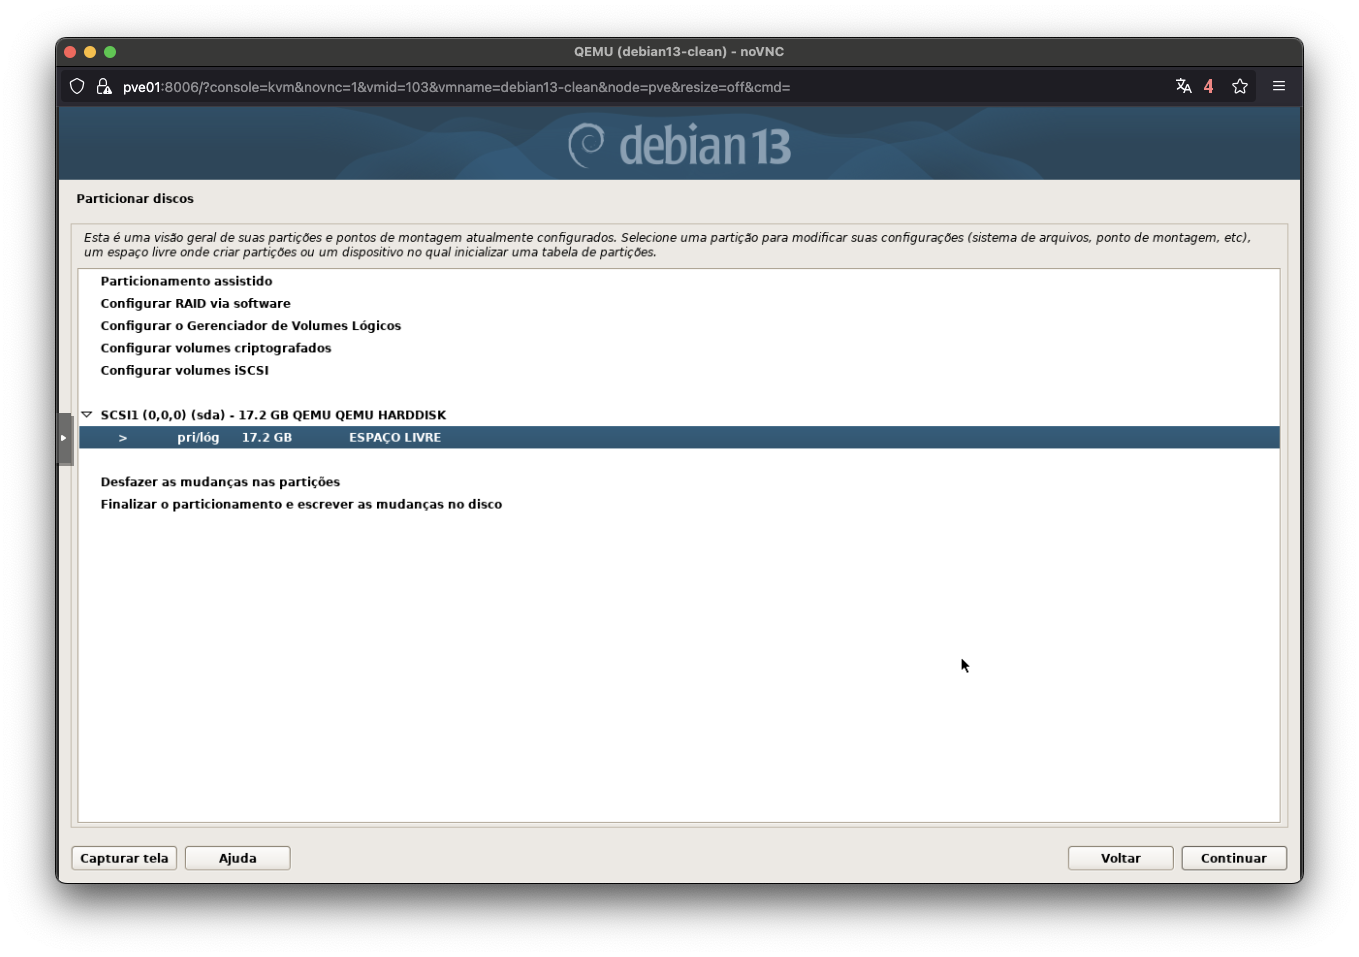 QEMU (debian13-clean) - noVNC
pve01:8006/?console=kvm&novnc=1&vmid=103&vmname=debian13-clean&node=pve&resize=off&cmd=
4
debian 13
Particionar discos
Esta é uma visão geral de suas partições e pontos de montagem atualmente configurados. Selecione uma partição para modificar suas configurações (sistema de arquivos, ponto de montagem, etc),
um espaço livre onde criar partições ou um dispositivo no qual inicializar uma tabela de partições.
Particionamento assistido
Configurar RAID via software
Configurar o Gerenciador de Volumes Lógicos
Configurar volumes criptografados
Configurar volumes iSCSI
SCSI1 (0,0,0) (sda) - 17.2 GB QEMU QEMU HARDDISK
> pri/lóg 17.2 GB ESPAÇO LIVRE
Desfazer as mudanças nas partições
Finalizar o particionamento e escrever as mudanças no disco
Capturar tela Ajuda Voltar Continuar